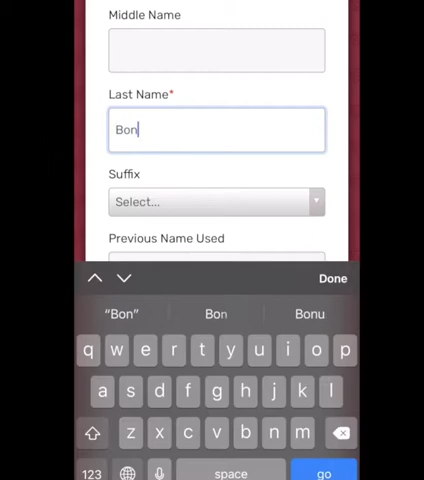 Middle Name
Last Name*
Bon
Suffix
Select...
Previous Name Used
Done
“Bon” Bon Bonu
q w e r t y u i o p
a s d f g h j k l
z x c v b n m
123 space go